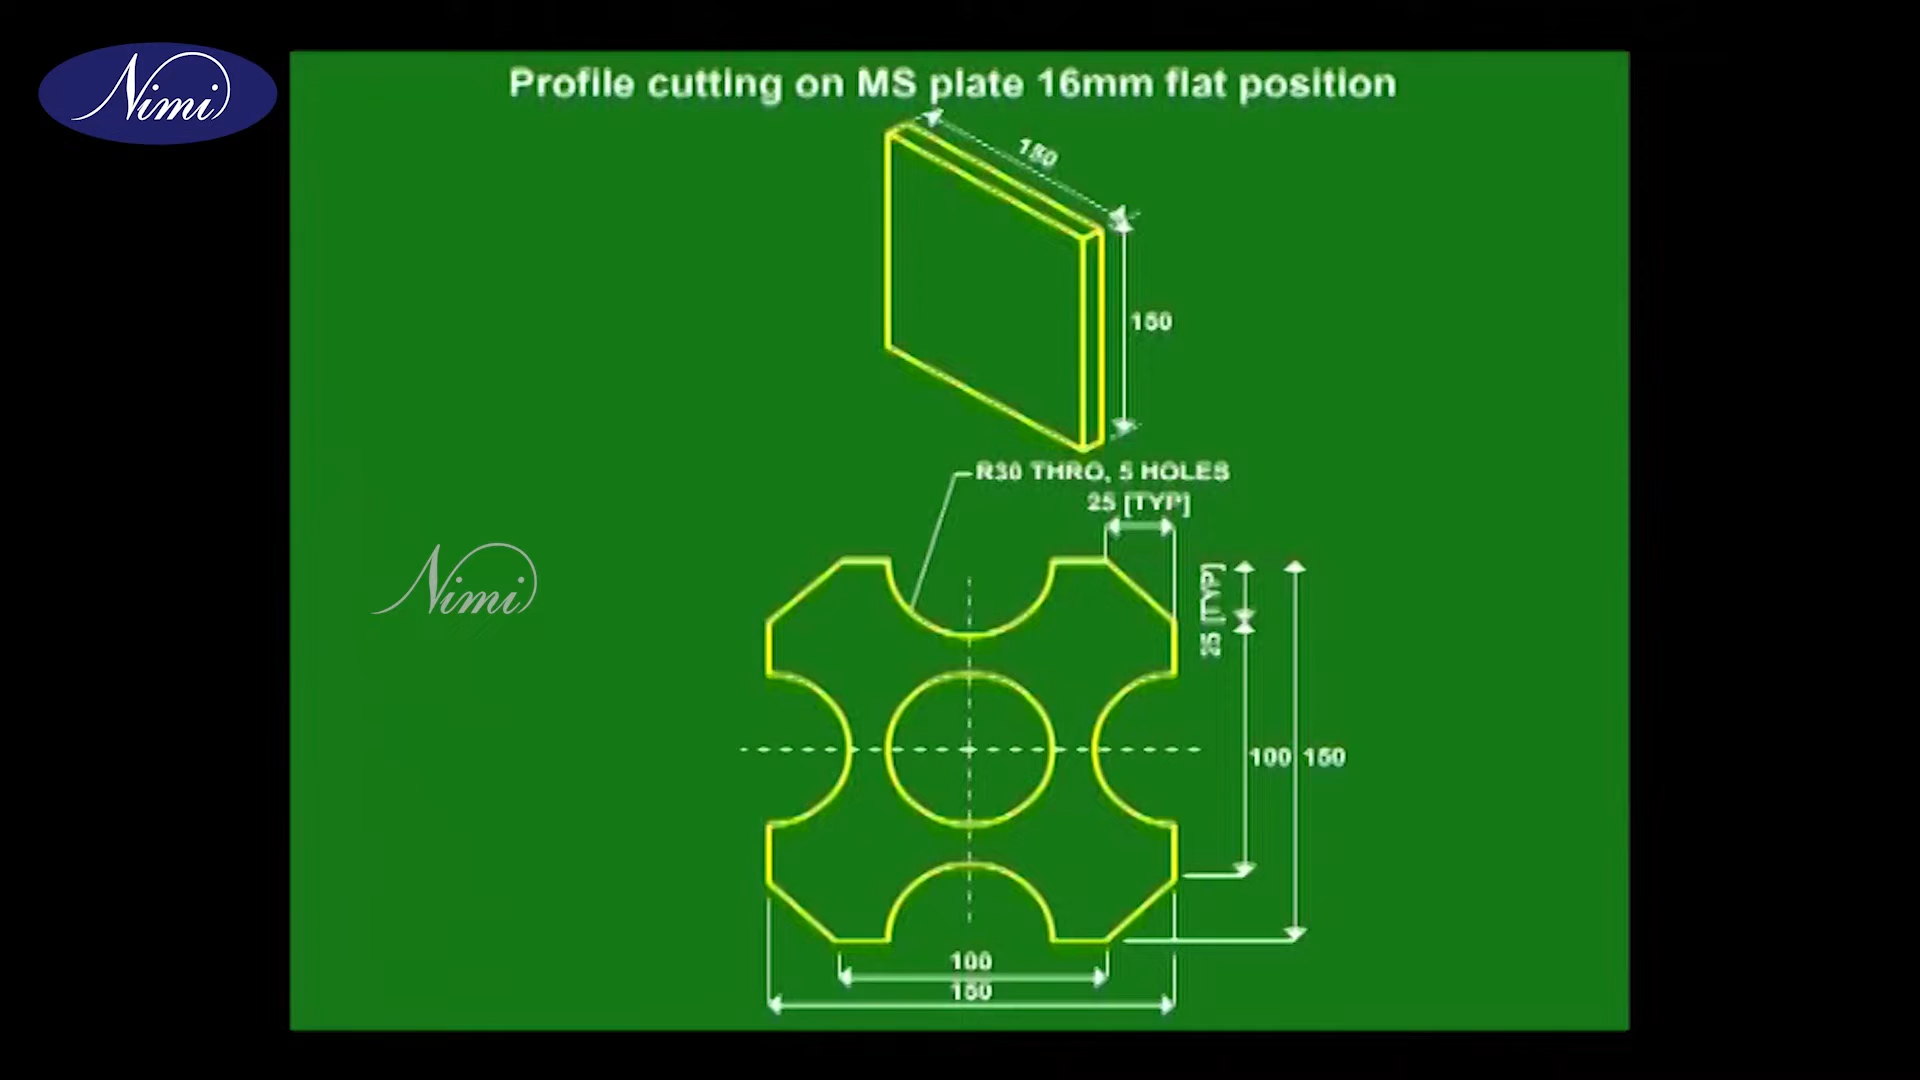 Nimi
Profile cutting on MS plate 16mm flat position
150
150
R30 THRO, 5 HOLES
25 [TYP]
Nimi
25 [TYP]
100
150
100
150